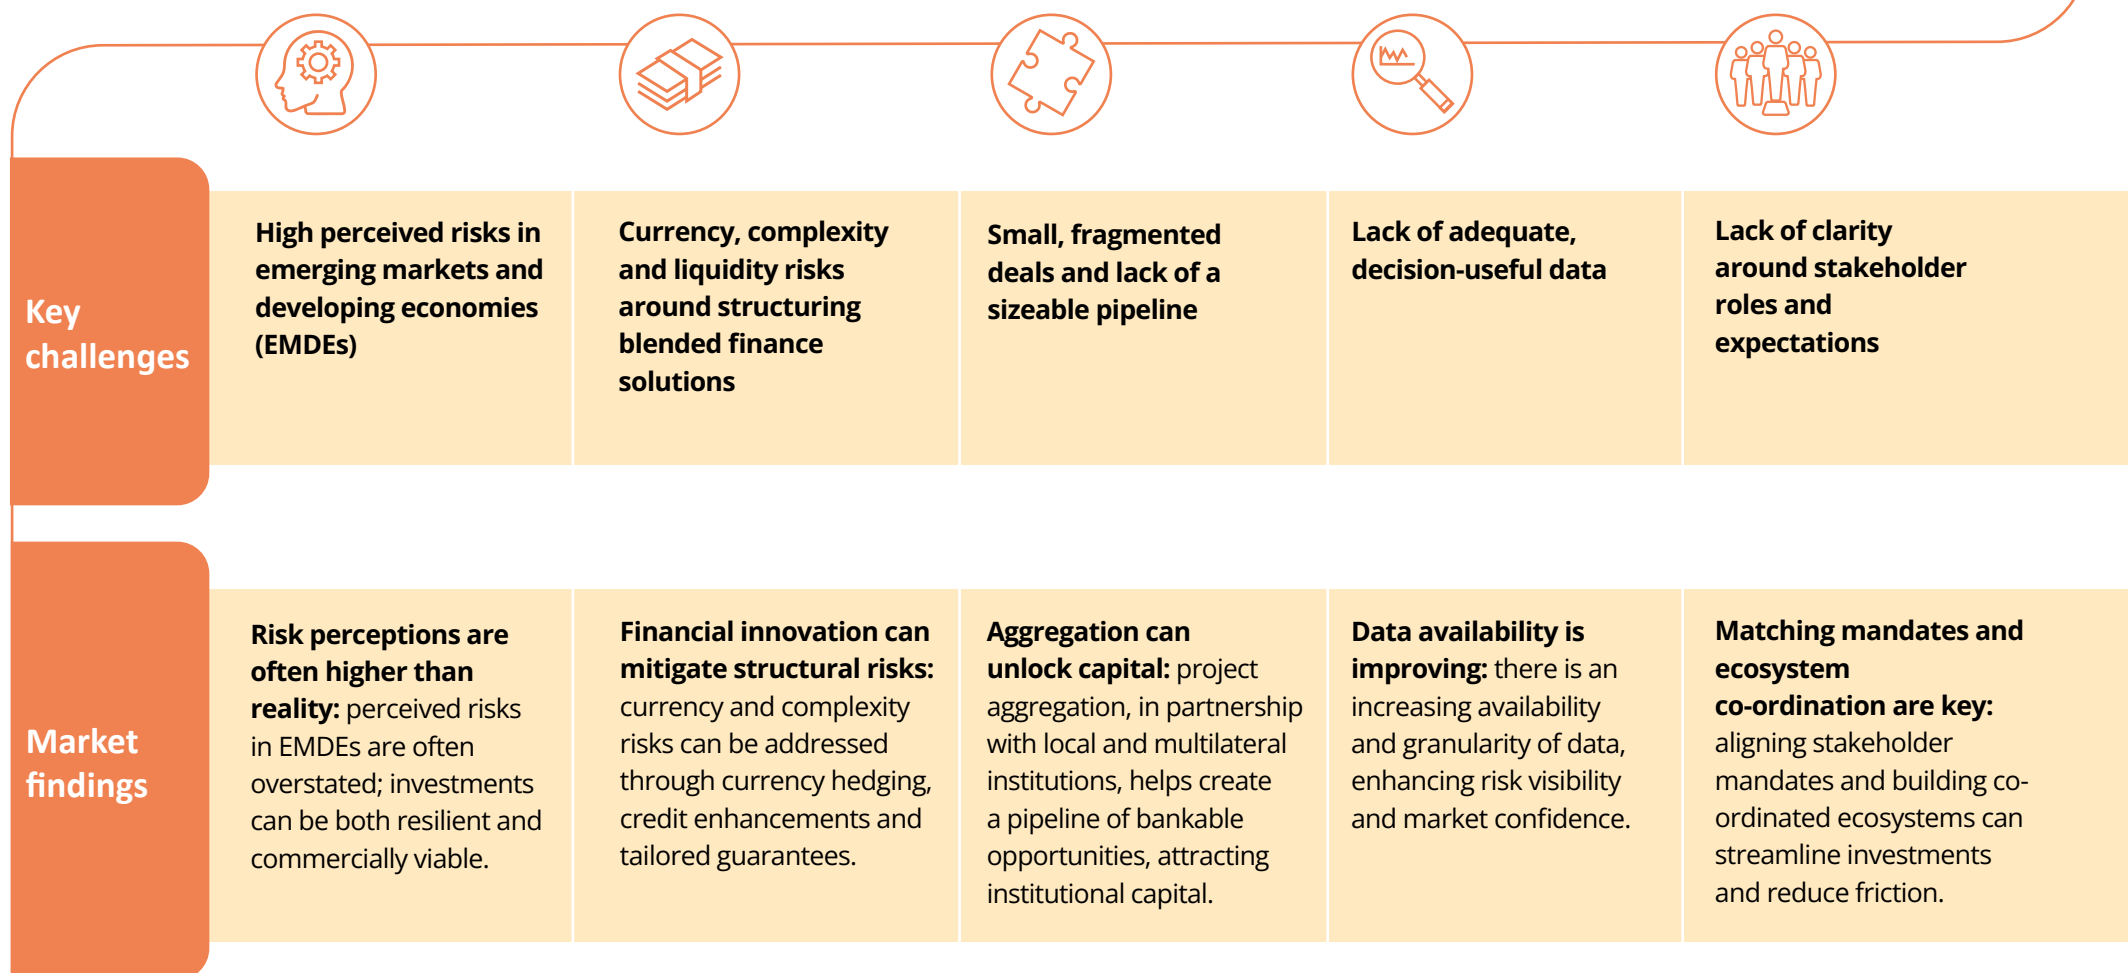 Key
challenges
High perceived risks in
emerging markets and
developing economies
(EMDEs)
Currency, complexity
and liquidity risks
around structuring
blended finance
solutions
Small, fragmented
deals and lack of a
sizeable pipeline
Lack of adequate,
decision-useful data
Lack of clarity
around stakeholder
roles and
expectations
Market
findings
Risk perceptions are
often higher than
reality: perceived risks
in EMDEs are often
overstated; investments
can be both resilient and
commercially viable.
Financial innovation can
mitigate structural risks:
currency and complexity
risks can be addressed
through currency hedging,
credit enhancements and
tailored guarantees.
Aggregation can
unlock capital: project
aggregation, in partnership
with local and multilateral
institutions, helps create
a pipeline of bankable
opportunities, attracting
institutional capital.
Data availability is
improving: there is an
increasing availability
and granularity of data,
enhancing risk visibility
and market confidence.
Matching mandates and
ecosystem
co-ordination are key:
aligning stakeholder
mandates and building co-
ordinated ecosystems can
streamline investments
and reduce friction.